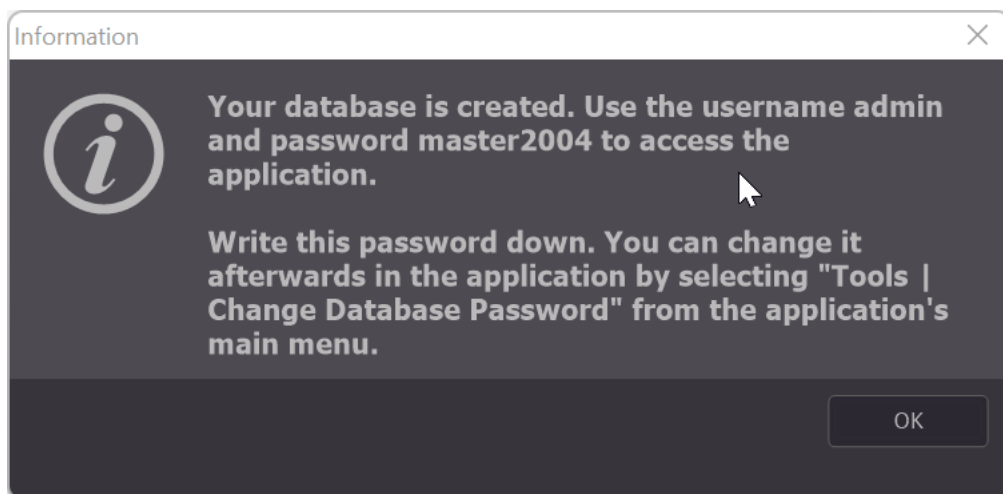 Information
Your database is created. Use the username admin
and password master2004 to access the
application.
Write this password down. You can change it
afterwards in the application by selecting "Tools |
Change Database Password" from the application's
main menu.
OK